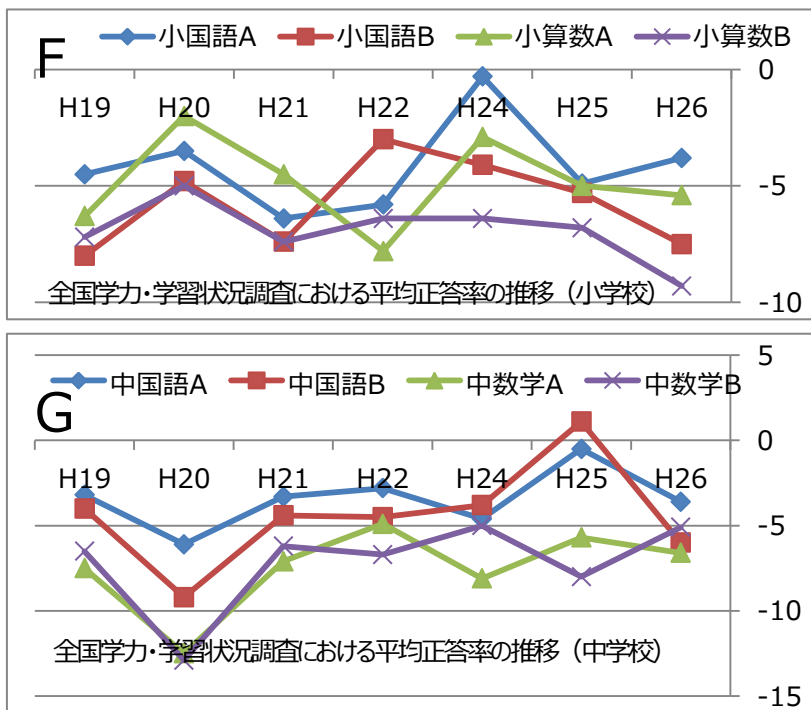 F
小国語A 小国語B 小算数A 小算数B
0
H19 H20 H21 H22 H24 H25 H26
-5
全国学力・学習状況調査における平均正答率の推移（小学校）
-10
5
中国語A 中国語B 中数学A 中数学B
G
0
H19 H20 H21 H22 H24 H25 H26
-5
-10
全国学力・学習状況調査における平均正答率の推移（中学校）
-15